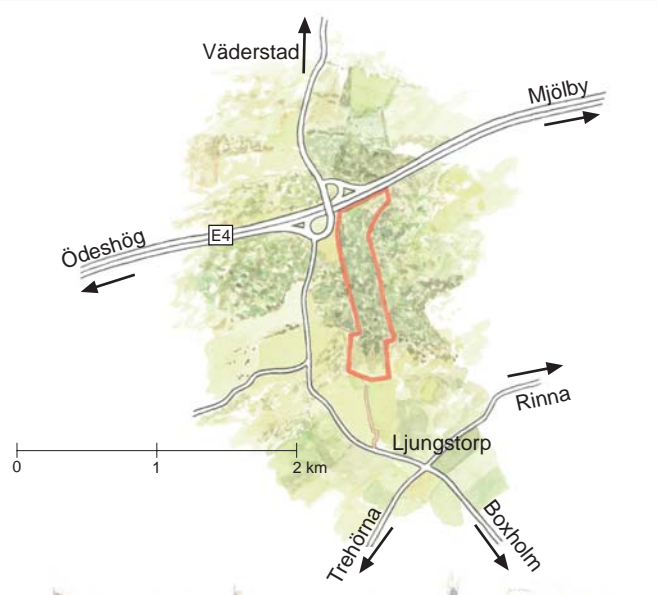 Väderstad
Mjölby
Ödeshög
E4
Rinna
Ljungstorp
0 1 2 km
Trehörna
Boxholm